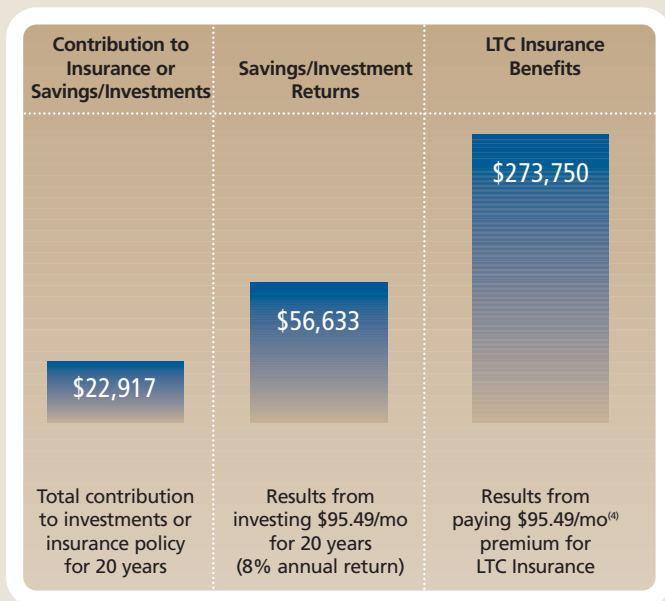 Contribution to
Insurance or
Savings/Investments
Savings/Investment
Returns
LTC Insurance
Benefits
$22,917
$56,633
$273,750
Total contribution
to investments or
insurance policy
for 20 years
Results from
investing $95.49/mo
for 20 years
(8% annual return)
Results from
paying $95.49/mo(4)
premium for
LTC Insurance